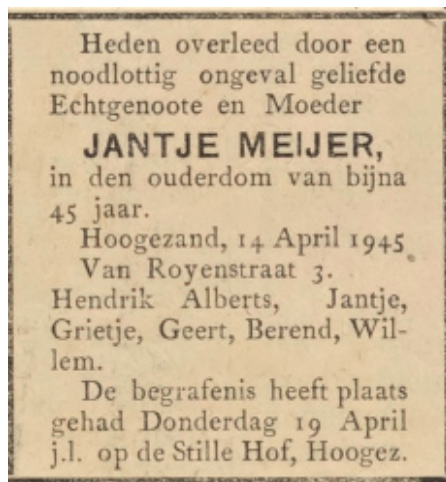 Heden overleed door een
noodlottig ongeval geliefde
Echtgenoote en Moeder
JANTJE MEIJER,
in den ouderdom van bijna
45 jaar.
Hoogezand, 14 April 1945
Van Royenstraat 3.
Hendrik Alberts, Jantje,
Grietje, Geert, Berend, Wil-
lem.
De begrafenis heeft plaats
gehad Donderdag 19 April
j.l. op de Stille Hof, Hoogez.